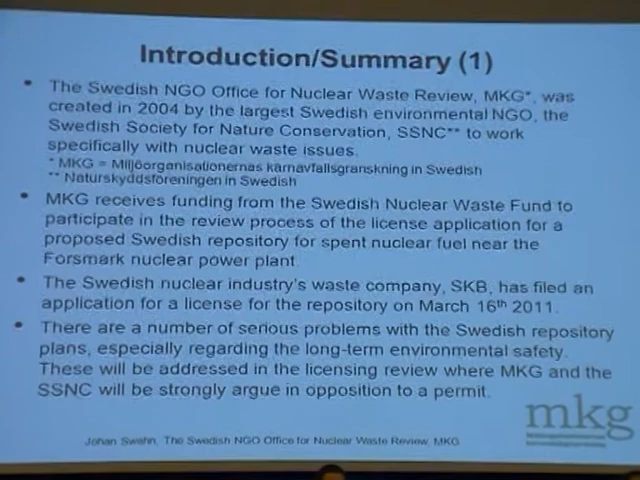 Introduction/Summary (1)
• The Swedish NGO Office for Nuclear Waste Review, MKG*, was
created in 2004 by the largest Swedish environmental NGO, the
Swedish Society for Nature Conservation, SSNC** to work
specifically with nuclear waste issues.
* MKG = Miljöorganisationernas kärnavfallsgranskning in Swedish
** Naturskyddsföreningen in Swedish
• MKG receives funding from the Swedish Nuclear Waste Fund to
participate in the review process of the license application for a
proposed Swedish repository for spent nuclear fuel near the
Forsmark nuclear power plant.
• The Swedish nuclear industry's waste company, SKB, has filed an
application for a license for the repository on March 16th 2011.
• There are a number of serious problems with the Swedish repository
plans, especially regarding the long-term environmental safety.
These will be addressed in the licensing review where MKG and the
SSNC will be strongly argue in opposition to a permit.
mkg
Johan Swahn, The Swedish NGO Office for Nuclear Waste Review, MKG